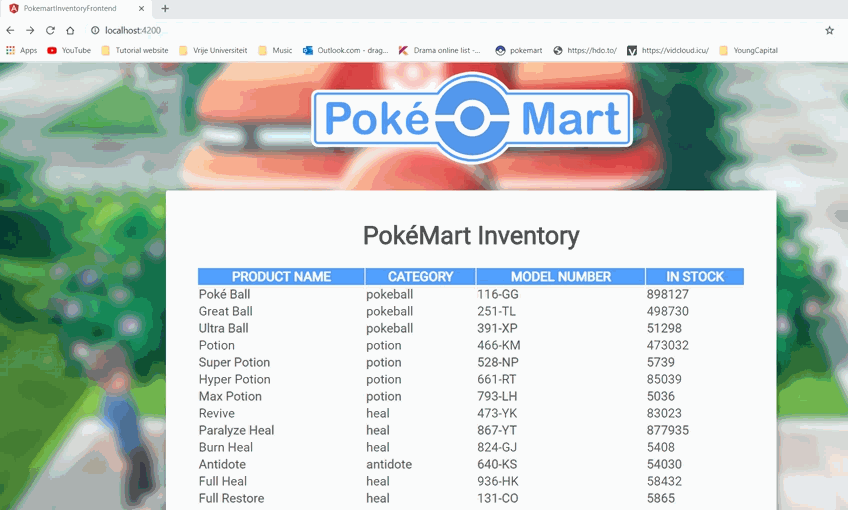 PokemartInventoryFrontend
localhost:4200
Apps YouTube Tutorial website Vrije Universiteit Music Outlook.com - drag... Drama online list -... pokemart https://hdo.to/ https://vidcloud.icu/ YoungCapital
Poké Mart
PokéMart Inventory
PRODUCT NAME CATEGORY MODEL NUMBER IN STOCK
Poké Ball pokeball 116-GG 898127
Great Ball pokeball 251-TL 498730
Ultra Ball pokeball 391-XP 51298
Potion potion 466-KM 473032
Super Potion potion 528-NP 5739
Hyper Potion potion 661-RT 85039
Max Potion potion 793-LH 5036
Revive heal 473-YK 83023
Paralyze Heal heal 867-YT 877935
Burn Heal heal 824-GJ 5408
Antidote antidote 640-KS 54030
Full Heal heal 936-HK 58432
Full Restore heal 131-CO 5865